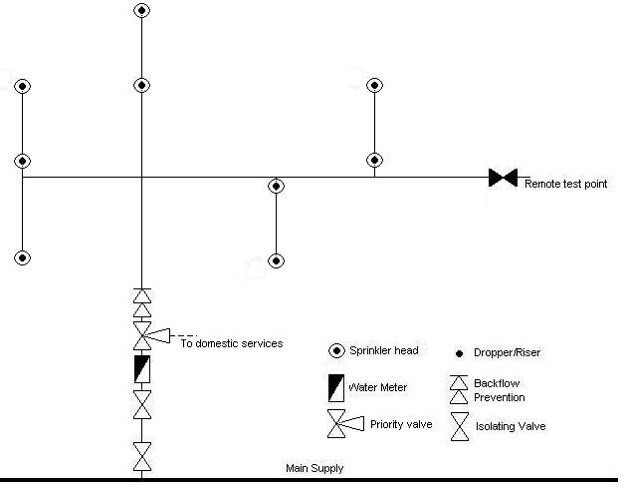 Remote test point
To domestic services
Sprinkler head
Dropper/Riser
Water Meter
Backflow
Prevention
Priority valve
Isolating Valve
Main Supply